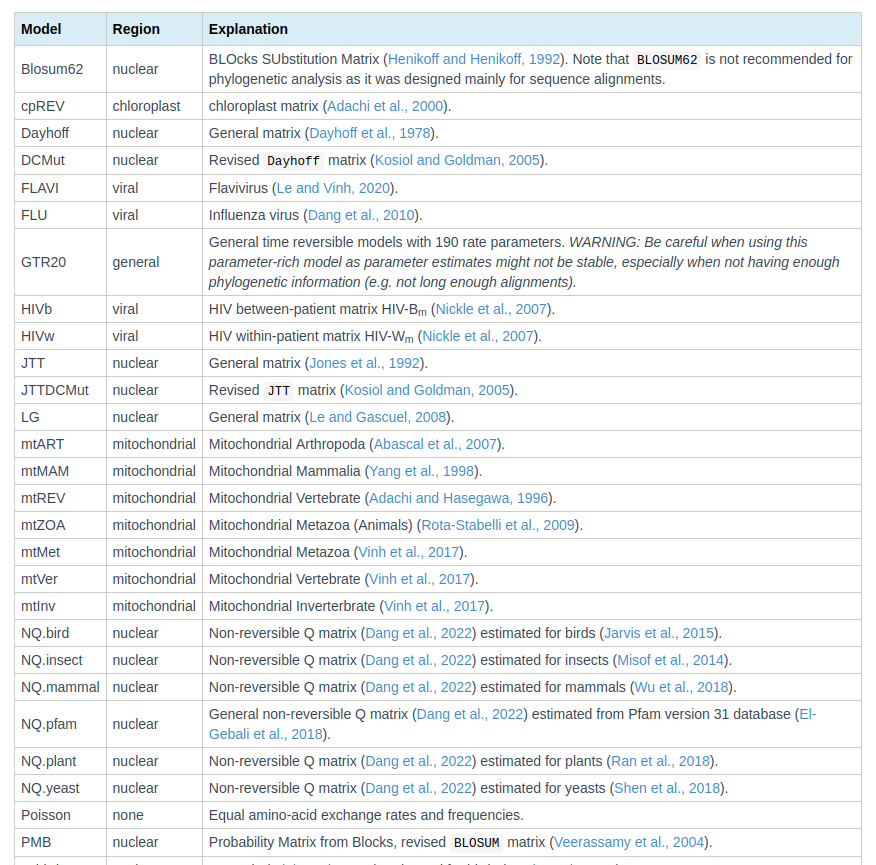 Model Region Explanation
Blosum62 nuclear BLOcks SUbstitution Matrix (Henikoff and Henikoff, 1992). Note that BLOSUM62 is not recommended for
phylogenetic analysis as it was designed mainly for sequence alignments.
cpREV chloroplast chloroplast matrix (Adachi et al., 2000).
Dayhoff nuclear General matrix (Dayhoff et al., 1978).
DCMut nuclear Revised Dayhoff matrix (Kosiol and Goldman, 2005).
FLAVI viral Flavivirus (Le and Vinh, 2020).
FLU viral Influenza virus (Dang et al., 2010).
GTR20 general General time reversible models with 190 rate parameters. WARNING: Be careful when using this
parameter-rich model as parameter estimates might not be stable, especially when not having enough
phylogenetic information (e.g. not long enough alignments).
HIVb viral HIV between-patient matrix HIV-Bm (Nickle et al., 2007).
HIVw viral HIV within-patient matrix HIV-Wm (Nickle et al., 2007).
JTT nuclear General matrix (Jones et al., 1992).
JTTDCMut nuclear Revised JTT matrix (Kosiol and Goldman, 2005).
LG nuclear General matrix (Le and Gascuel, 2008).
mtART mitochondrial Mitochondrial Arthropoda (Abascal et al., 2007).
mtMAM mitochondrial Mitochondrial Mammalia (Yang et al., 1998).
mtREV mitochondrial Mitochondrial Vertebrate (Adachi and Hasegawa, 1996).
mtZOA mitochondrial Mitochondrial Metazoa (Animals) (Rota-Stabelli et al., 2009).
mtMet mitochondrial Mitochondrial Metazoa (Vinh et al., 2017).
mtVer mitochondrial Mitochondrial Vertebrate (Vinh et al., 2017).
mtInv mitochondrial Mitochondrial Inverterbrate (Vinh et al., 2017).
NQ.bird nuclear Non-reversible Q matrix (Dang et al., 2022) estimated for birds (Jarvis et al., 2015).
NQ.insect nuclear Non-reversible Q matrix (Dang et al., 2022) estimated for insects (Misof et al., 2014).
NQ.mammal nuclear Non-reversible Q matrix (Dang et al., 2022) estimated for mammals (Wu et al., 2018).
NQ.pfam nuclear General non-reversible Q matrix (Dang et al., 2022) estimated from Pfam version 31 database (El-
Gebali et al., 2018).
NQ.plant nuclear Non-reversible Q matrix (Dang et al., 2022) estimated for plants (Ran et al., 2018).
NQ.yeast nuclear Non-reversible Q matrix (Dang et al., 2022) estimated for yeasts (Shen et al., 2018).
Poisson none Equal amino-acid exchange rates and frequencies.
PMB nuclear Probability Matrix from Blocks, revised BLOSUM matrix (Veerassamy et al., 2004).